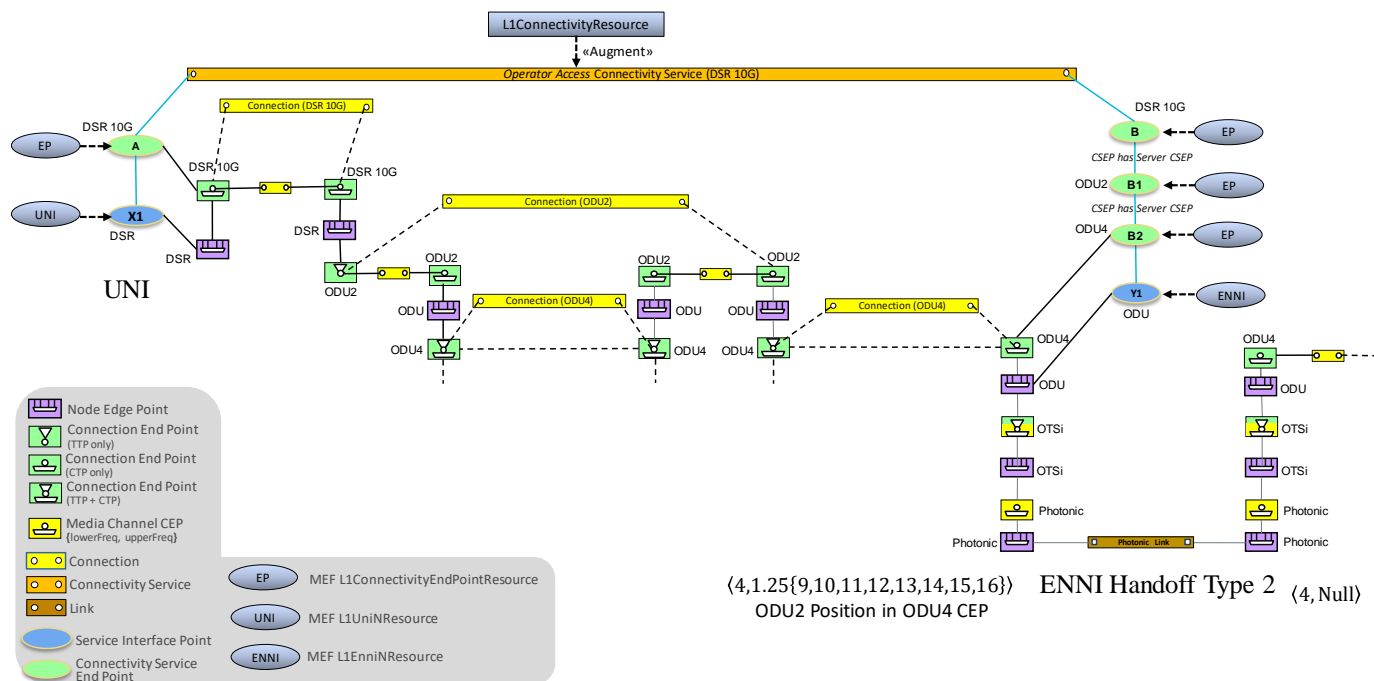 L1ConnectivityResource
«Augment»
Operator Access Connectivity Service (DSR 10G)
Connection (DSR 10G)
DSR 10G
EP
A
DSR 10G
DSR 10G
UNI
X1
DSR
DSR
DSR
UNI
ODU2
Connection (ODU2)
ODU2
ODU
Connection (ODU4)
ODU4
ODU2
ODU
ODU4
ODU2
ODU
ODU4
Connection (ODU4)
DSR 10G
B
EP
CSEP has Server CSEP
ODU2
B1
EP
CSEP has Server CSEP
ODU4
B2
EP
Y1
ENNI
ODU
ODU4
ODU
OTSi
OTSi
Photonic
Photonic
Photonic Link
ODU4
ODU
OTSi
OTSi
Photonic
Photonic
⟨4,1.25{9,10,11,12,13,14,15,16}⟩
ODU2 Position in ODU4 CEP
ENNI Handoff Type 2
⟨4, Null⟩
Node Edge Point
Connection End Point
(TTP only)
Connection End Point
(CTP only)
Connection End Point
(TTP + CTP)
Media Channel CEP
{lowerFreq, upperFreq}
Connection
Connectivity Service
Link
Service Interface Point
Connectivity Service
End Point
EP
MEF L1ConnectivityEndPointResource
UNI
MEF L1UniNResource
ENNI
MEF L1EnniNResource